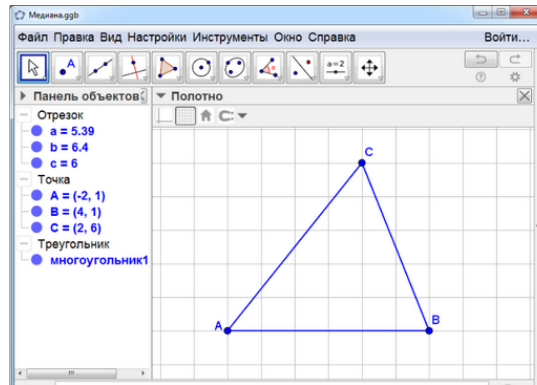 Медиана.ggb
Файл Правка Вид Настройки Инструменты Окно Справка Войти...
A
a=2
Панель объектов
Полотно
Отрезок
a = 5.39
b = 6.4
c = 6
Точка
A = (-2, 1)
B = (4, 1)
C = (2, 6)
Треугольник
многоугольник1
C
A
B